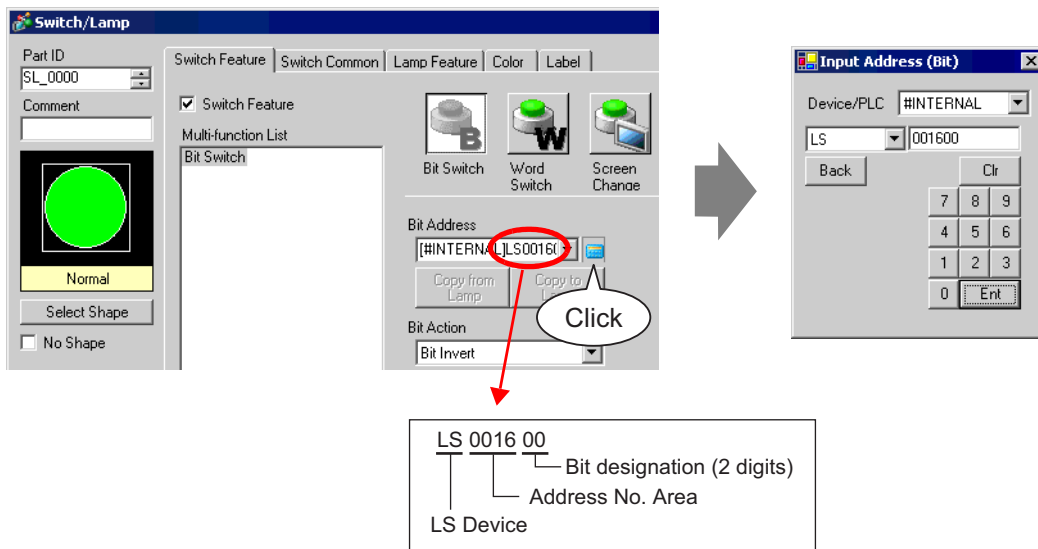 Switch/Lamp
Part ID
SL_0000
Comment
Normal
Select Shape
No Shape
Switch Feature
Switch Common
Lamp Feature
Color
Label
Switch Feature
Multi-function List
Bit Switch
B
W
Bit Switch
Word
Switch
Screen
Change
Bit Address
[#INTERNAL]LS00160
Copy from
Lamp
Copy to
Click
Bit Action
Bit Invert
Input Address (Bit)
Device/PLC
#INTERNAL
LS
001600
Back
Clr
7 8 9
4 5 6
1 2 3
0 Ent
LS 0016 00
Bit designation (2 digits)
Address No. Area
LS Device